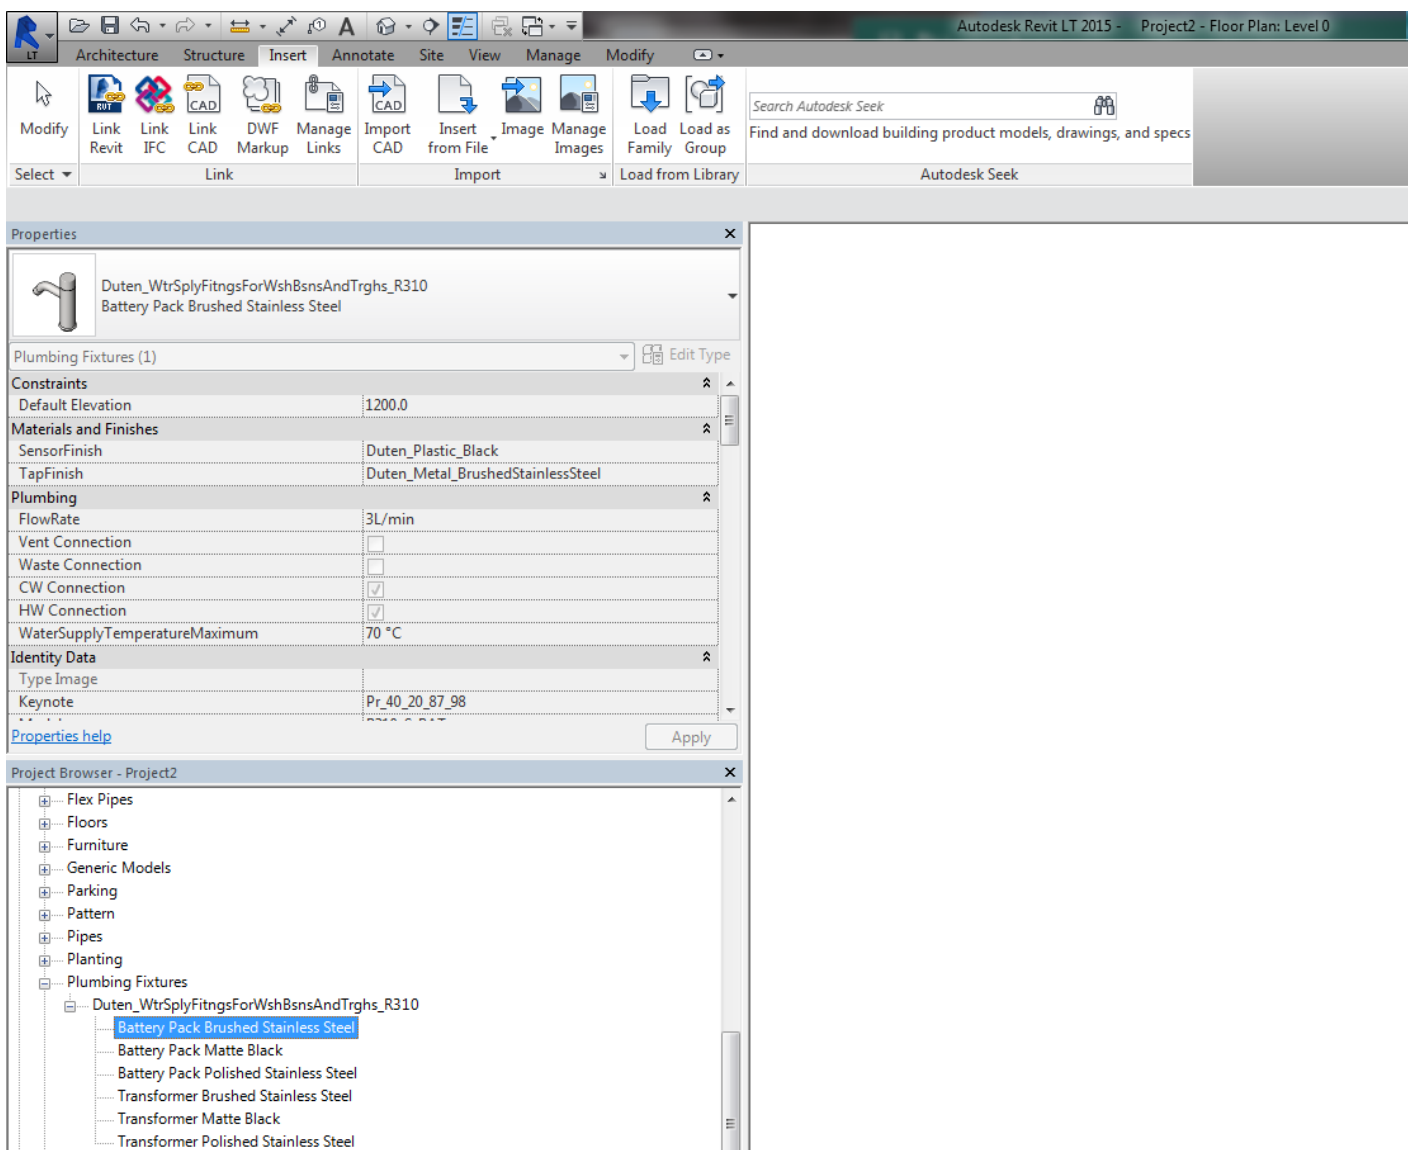 Autodesk Revit LT 2015 - Project2 - Floor Plan: Level 0
LT
A
Architecture Structure Insert Annotate Site View Manage Modify
RVT CAD CAD
Modify Link Revit Link IFC Link CAD DWF Markup Manage Links Import CAD Insert from File Image Manage Images Load Family Load as Group
Search Autodesk Seek
Find and download building product models, drawings, and specs
Select Link Import Load from Library Autodesk Seek
Properties
Duten_WtrSplyFitngsForWshBsnsAndTrghs_R310
Battery Pack Brushed Stainless Steel
Plumbing Fixtures (1) Edit Type
Constraints
Default Elevation 1200.0
Materials and Finishes
SensorFinish Duten_Plastic_Black
TapFinish Duten_Metal_BrushedStainlessSteel
Plumbing
FlowRate 3L/min
Vent Connection
Waste Connection
CW Connection
HW Connection
WaterSupplyTemperatureMaximum 70 °C
Identity Data
Type Image
Keynote Pr_40_20_87_98
Properties help Apply
Project Browser - Project2
Flex Pipes
Floors
Furniture
Generic Models
Parking
Pattern
Pipes
Planting
Plumbing Fixtures
Duten_WtrSplyFitngsForWshBsnsAndTrghs_R310
Battery Pack Brushed Stainless Steel
Battery Pack Matte Black
Battery Pack Polished Stainless Steel
Transformer Brushed Stainless Steel
Transformer Matte Black
Transformer Polished Stainless Steel